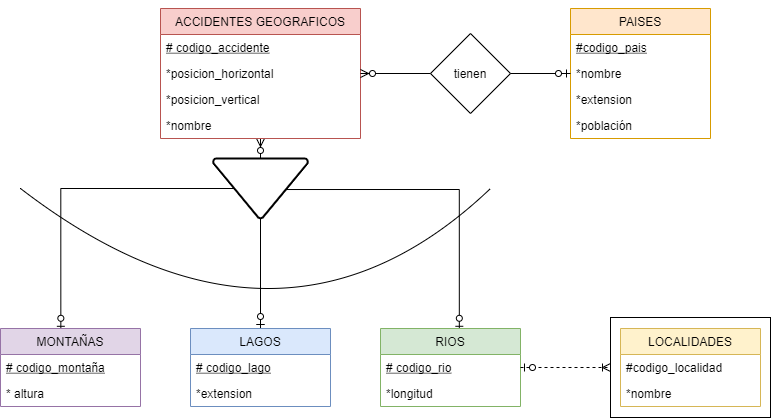 ACCIDENTES GEOGRAFICOS
# codigo_accidente
*posicion_horizontal
*posicion_vertical
*nombre
tienen
PAISES
#codigo_pais
*nombre
*extension
*población
MONTAÑAS
# codigo_montaña
* altura
LAGOS
# codigo_lago
*extension
RIOS
# codigo_rio
*longitud
LOCALIDADES
#codigo_localidad
*nombre